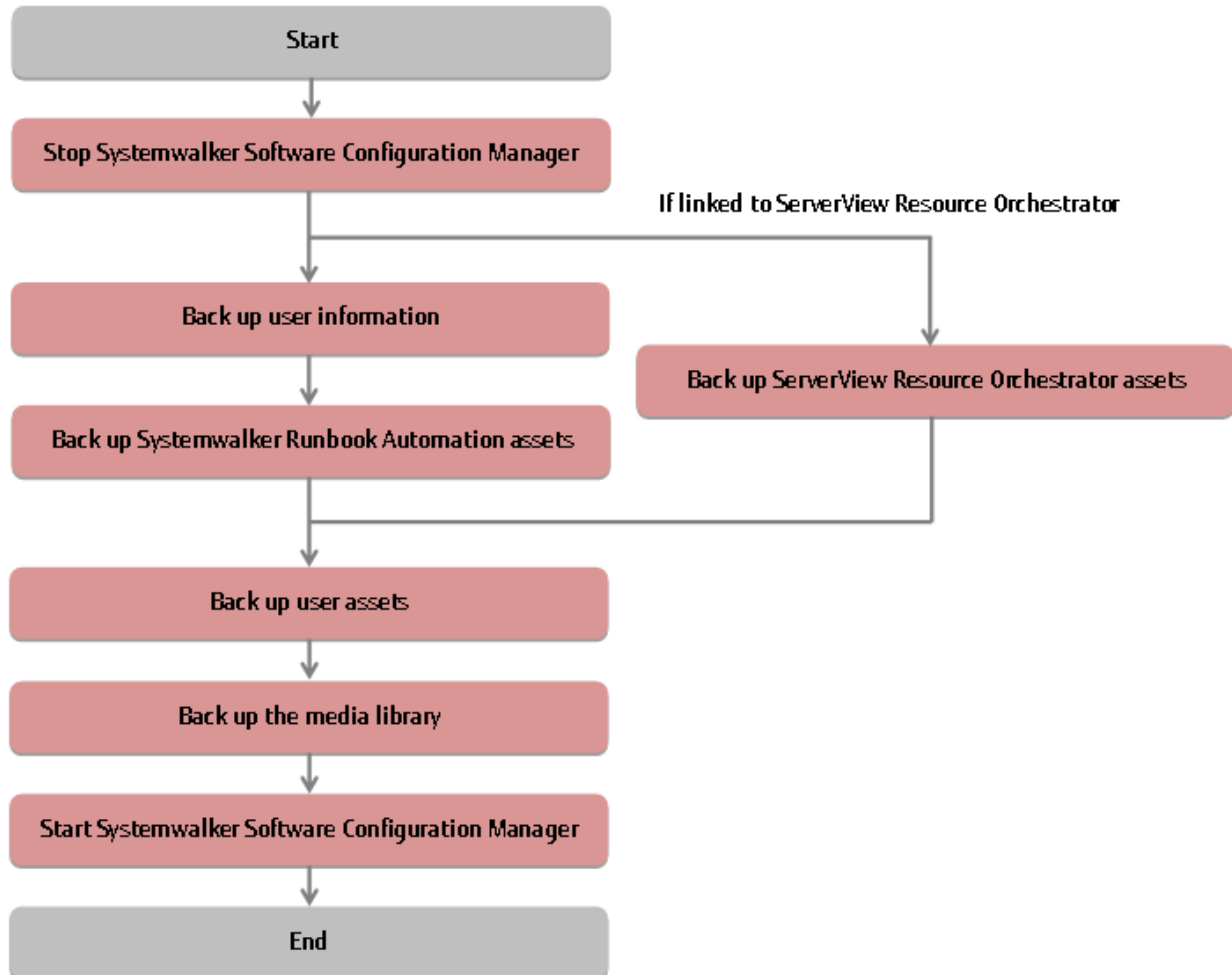 Start
Stop Systemwalker Software Configuration Manager
If linked to ServerView Resource Orchestrator
Back up user information
Back up ServerView Resource Orchestrator assets
Back up Systemwalker Runbook Automation assets
Back up user assets
Back up the media library
Start Systemwalker Software Configuration Manager
End